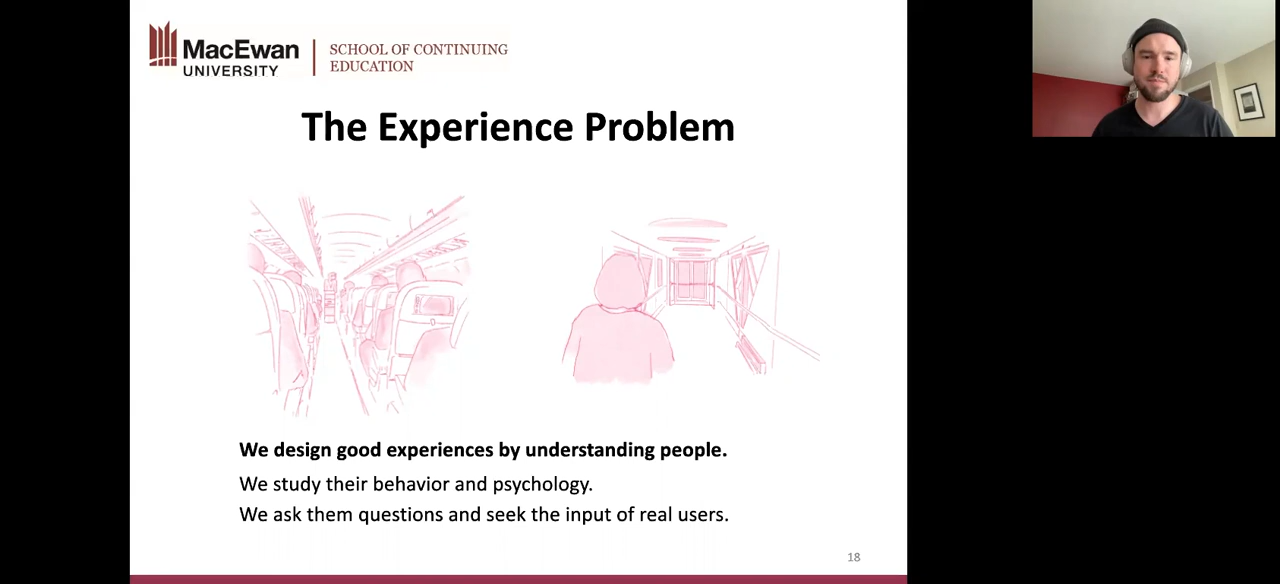 MacEwan
UNIVERSITY
SCHOOL OF CONTINUING
EDUCATION
The Experience Problem
We design good experiences by understanding people.
We study their behavior and psychology.
We ask them questions and seek the input of real users.
18